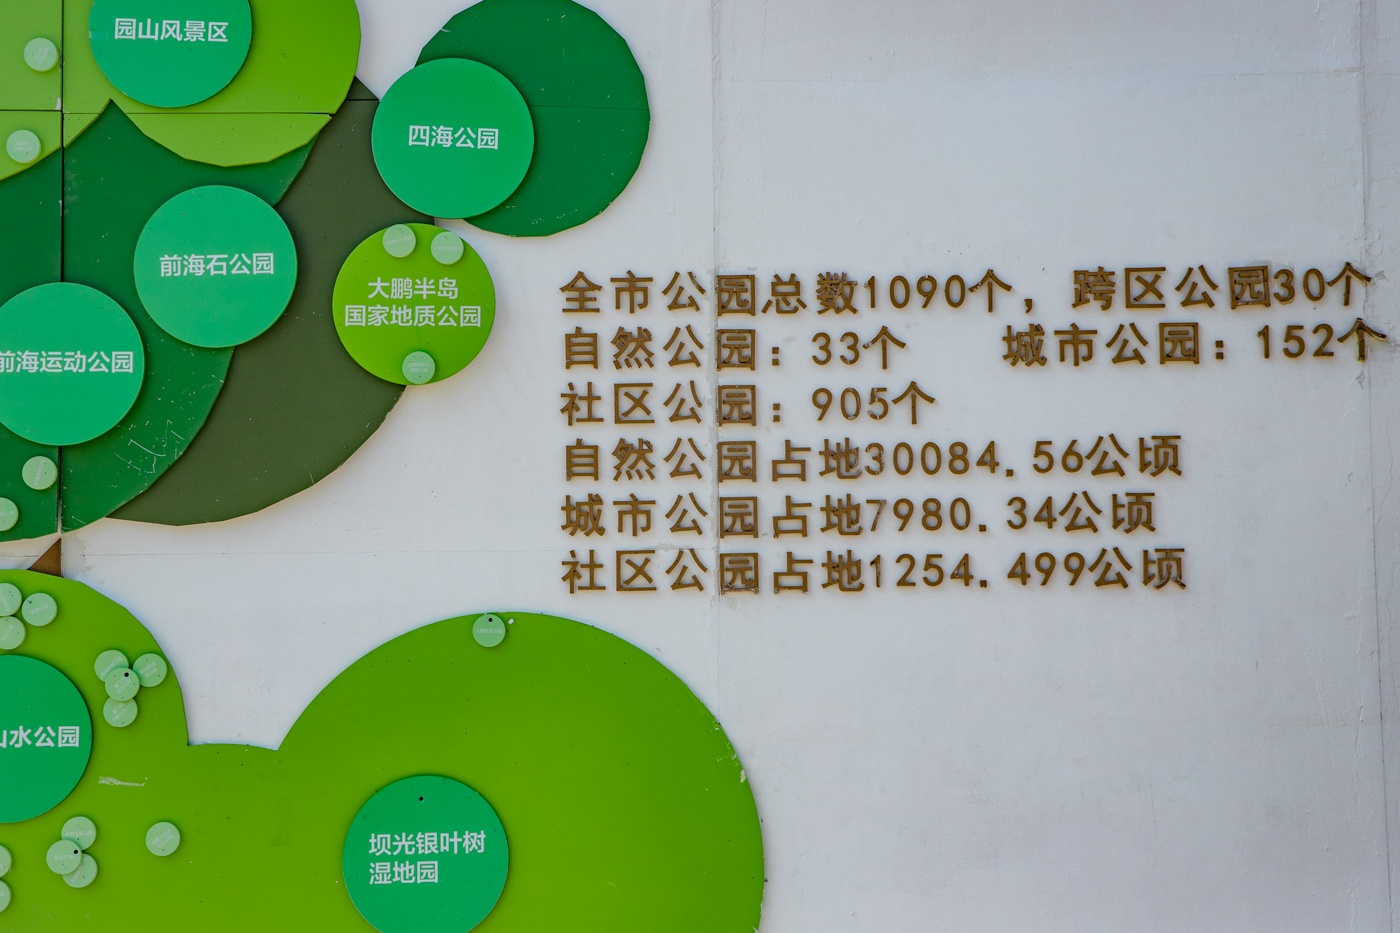 园山风景区
四海公园
前海石公园
大鹏半岛
国家地质公园
前海运动公园
全市公园总数1090个，跨区公园30个
自然公园：33个 城市公园：152个
社区公园：905个
自然公园占地30084.56公顷
城市公园占地7980.34公顷
社区公园占地1254.499公顷
山水公园
坝光银叶树
湿地园